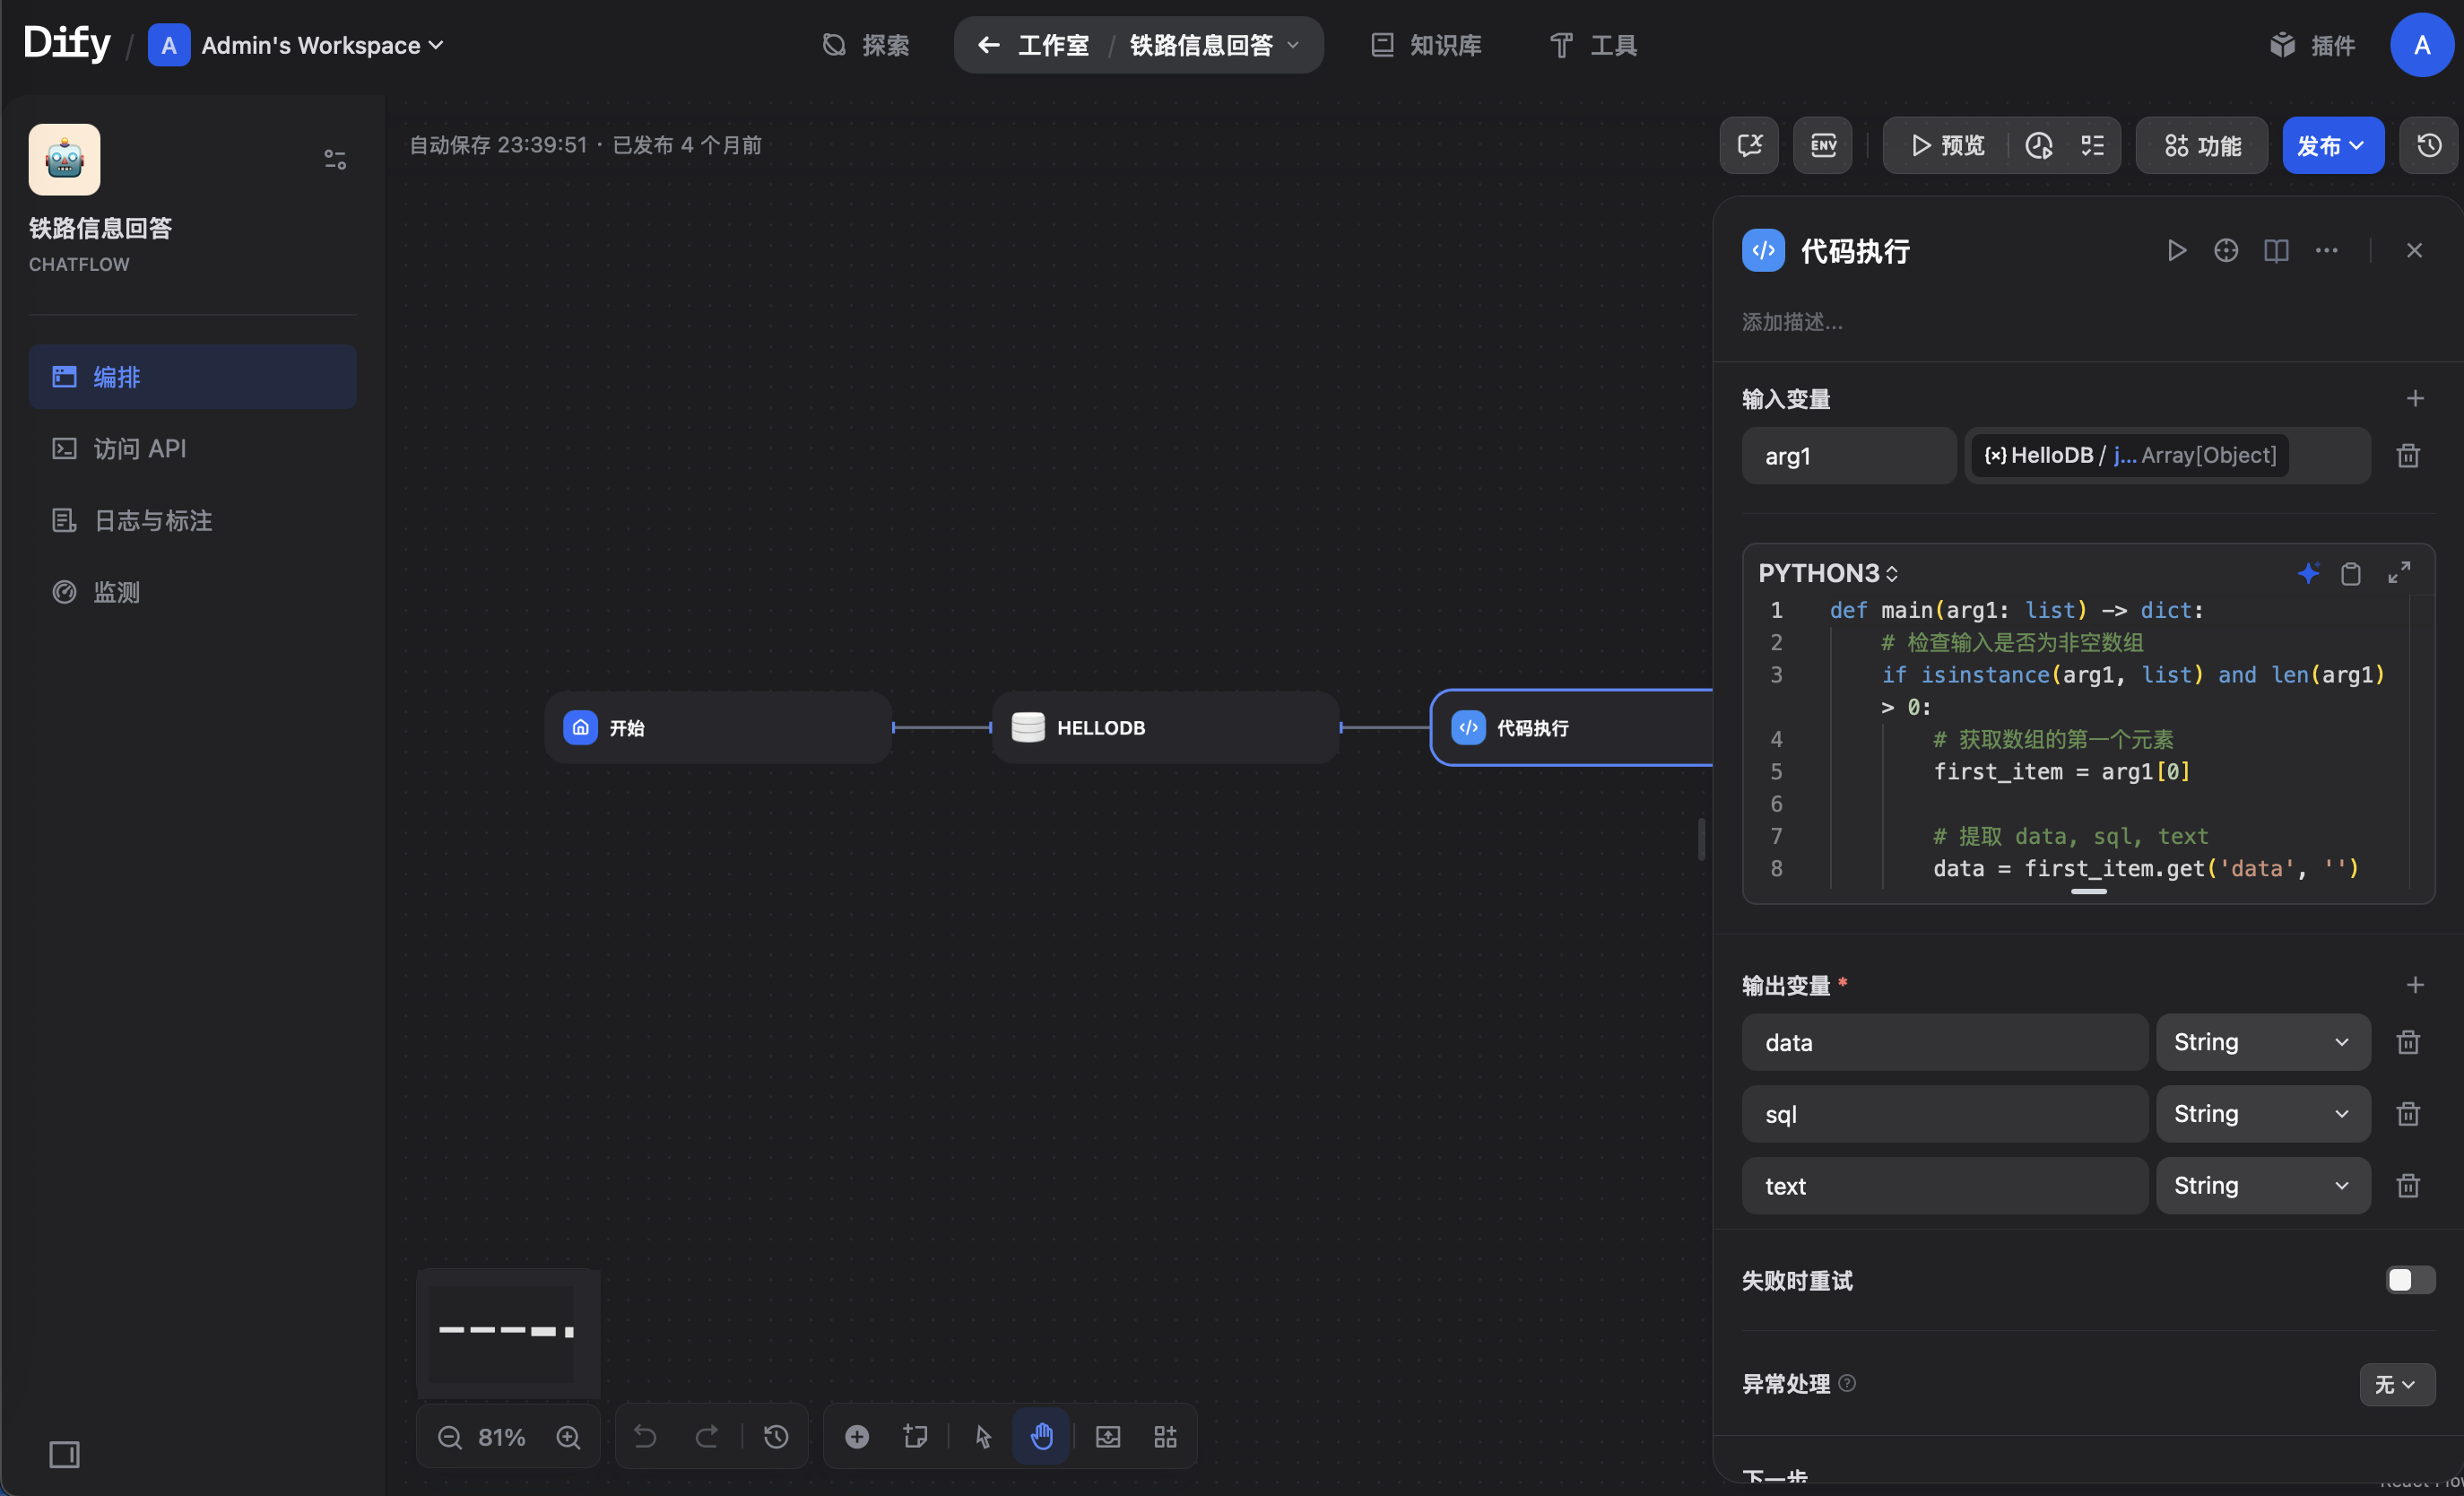 Dify / A Admin's Workspace
探索
工作室 / 铁路信息回答
知识库
工具
插件
A
铁路信息回答
CHATFLOW
编排
访问 API
日志与标注
监测
自动保存 23:39:51 · 已发布 4 个月前
ENV
预览
功能
发布
开始
HELLODB
代码执行
81%
代码执行
添加描述...
输入变量
arg1
{x} HelloDB / j... Array[Object]
PYTHON3
1 def main(arg1: list) -> dict:
2 # 检查输入是否为非空数组
3 if isinstance(arg1, list) and len(arg1)
> 0:
4 # 获取数组的第一个元素
5 first_item = arg1[0]
6
7 # 提取 data, sql, text
8 data = first_item.get('data', '')
输出变量 *
data String
sql String
text String
失败时重试
异常处理
无
下一步